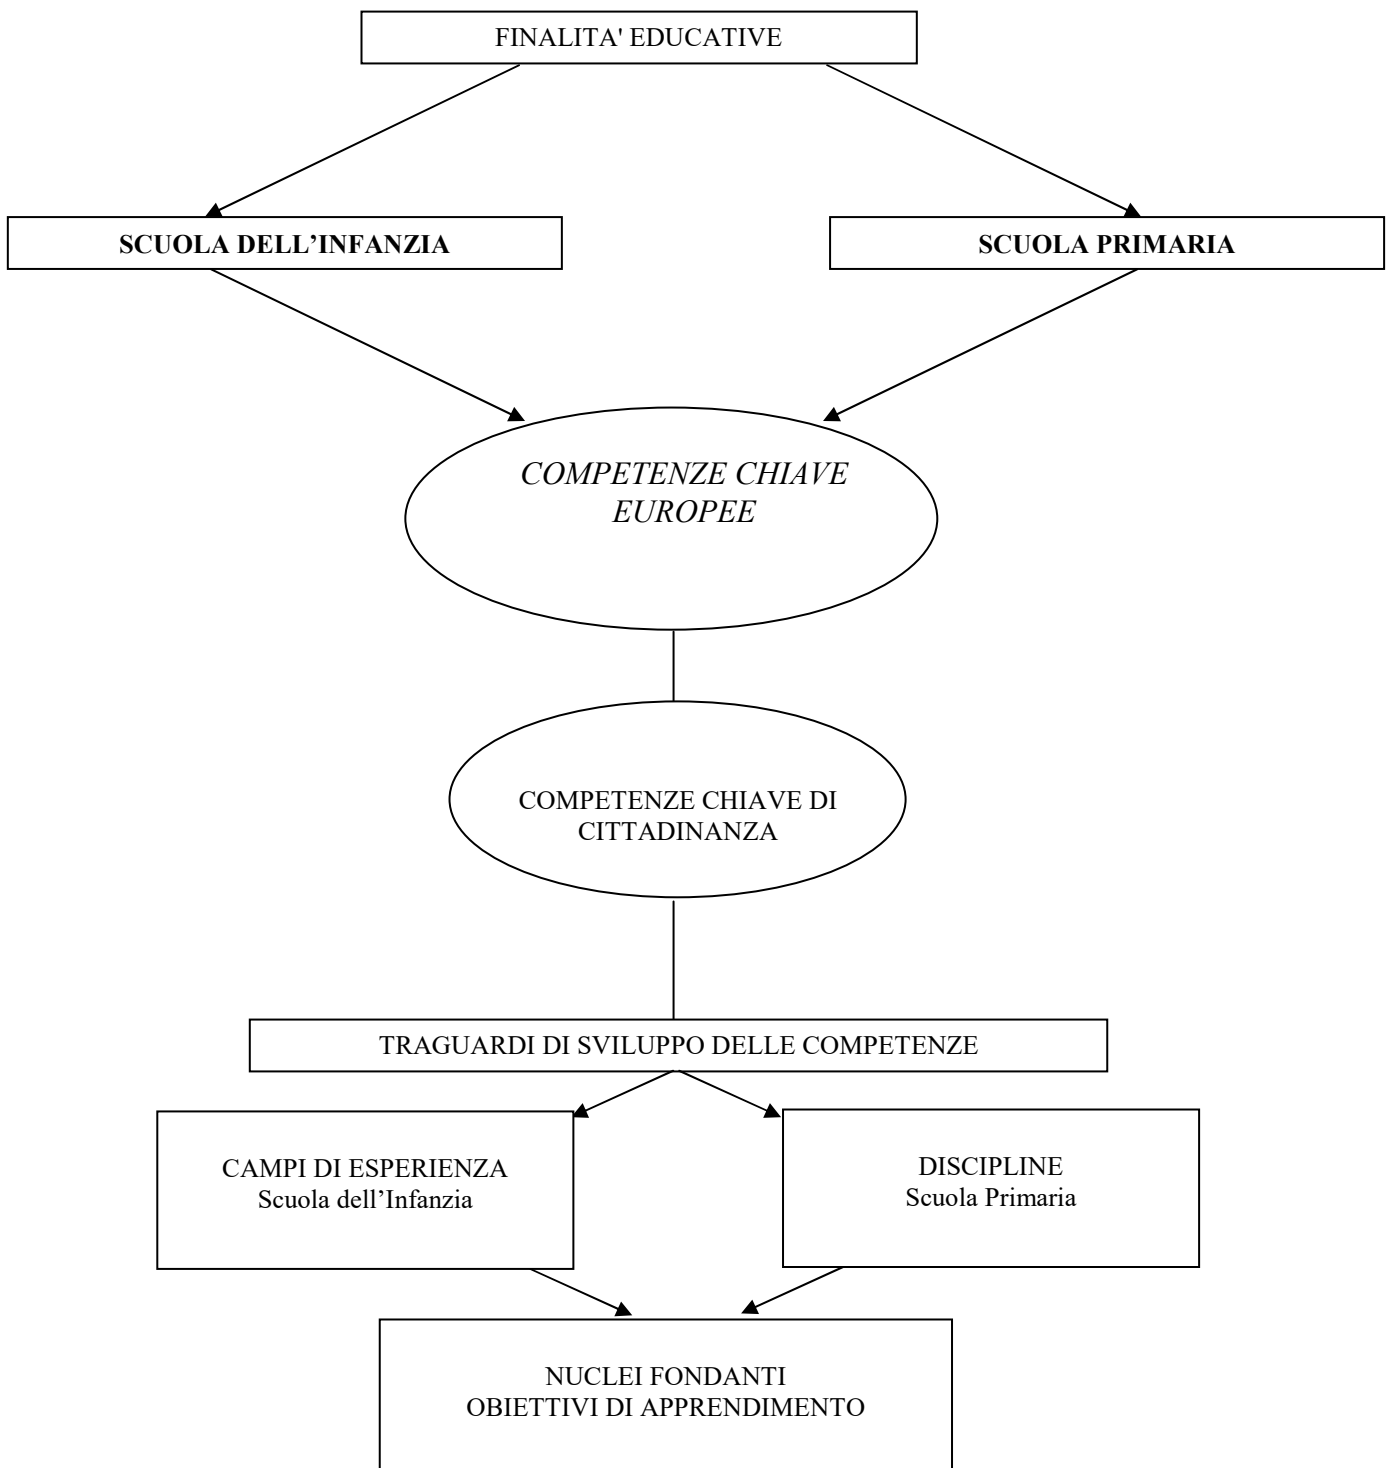 FINALITA' EDUCATIVE
SCUOLA DELL’INFANZIA
SCUOLA PRIMARIA
COMPETENZE CHIAVE
EUROPEE
COMPETENZE CHIAVE DI
CITTADINANZA
TRAGUARDI DI SVILUPPO DELLE COMPETENZE
CAMPI DI ESPERIENZA
Scuola dell’Infanzia
DISCIPLINE
Scuola Primaria
NUCLEI FONDANTI
OBIETTIVI DI APPRENDIMENTO